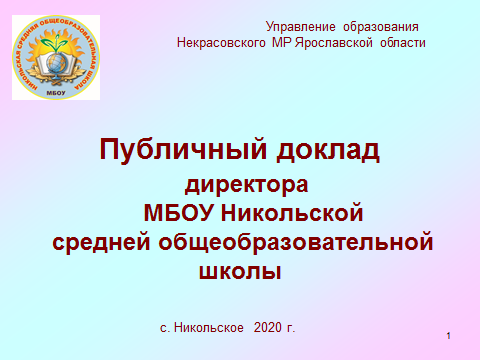 Управление образования
Некрасовского МР Ярославской области
НИКОЛЬСКАЯ СРЕДНЯЯ ОБЩЕОБРАЗОВАТЕЛЬНАЯ ШКОЛА
МБОУ
Публичный доклад
директора
МБОУ Никольской
средней общеобразовательной
школы
с. Никольское 2020 г.
1